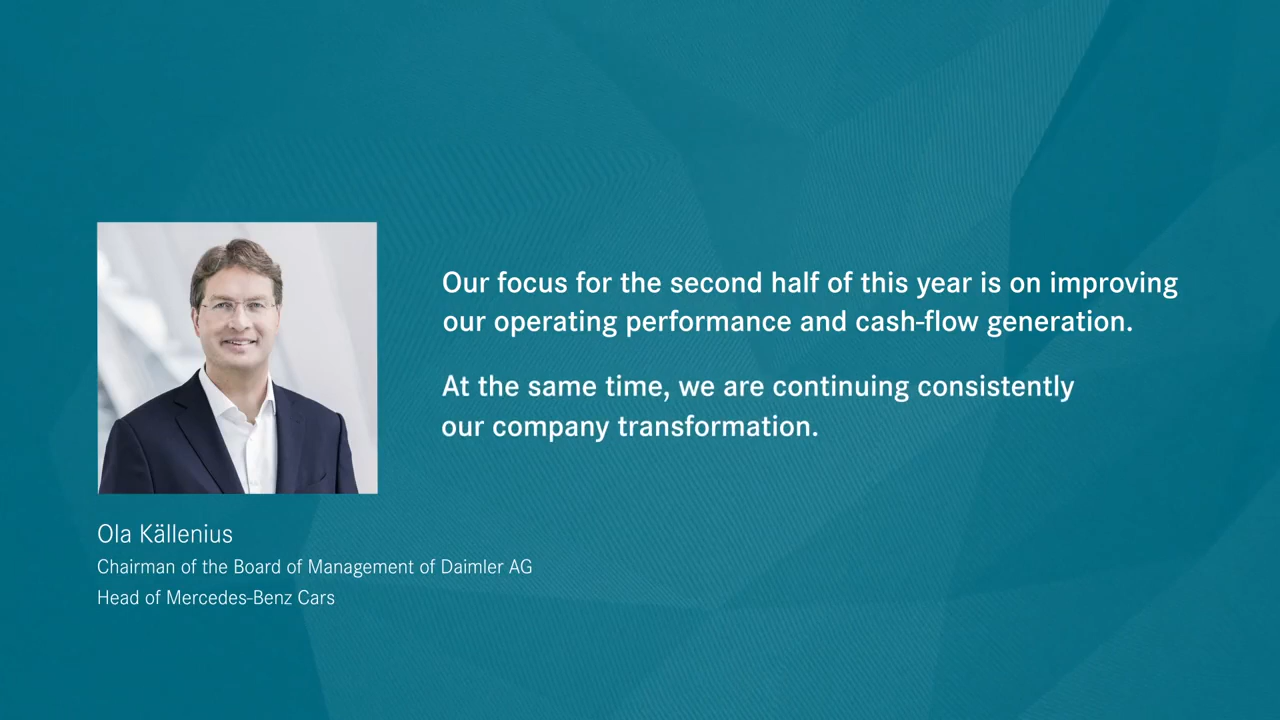 Our focus for the second half of this year is on improving
our operating performance and cash-flow generation.
At the same time, we are continuing consistently
our company transformation.
Ola Källenius
Chairman of the Board of Management of Daimler AG
Head of Mercedes-Benz Cars